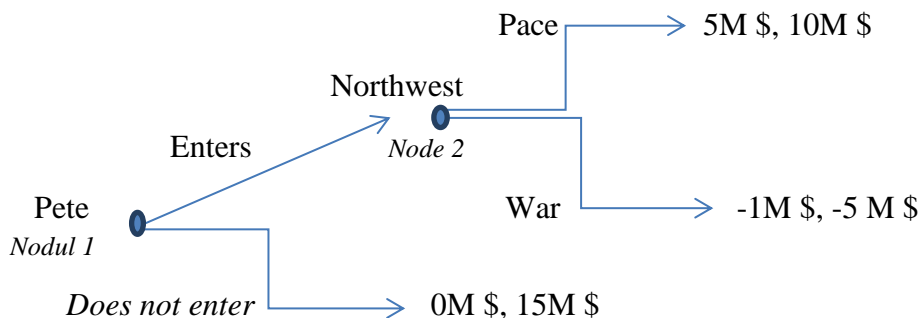 Pace 5M $, 10M $
Northwest
Enters
Node 2
Pete
War -1M $, -5 M $
Nodul 1
Does not enter 0M $, 15M $